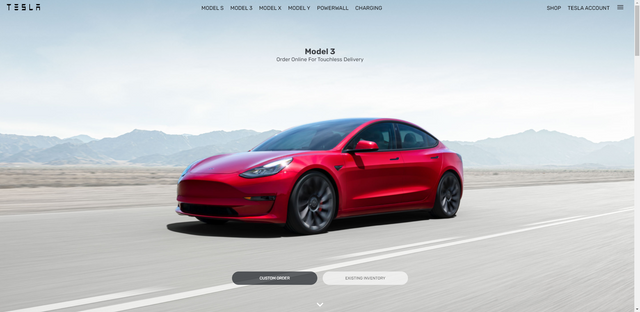 TESLA
MODEL S MODEL 3 MODEL X MODEL Y POWERWALL CHARGING
SHOP TESLA ACCOUNT
Model 3
Order Online For Touchless Delivery
CUSTOM ORDER
EXISTING INVENTORY